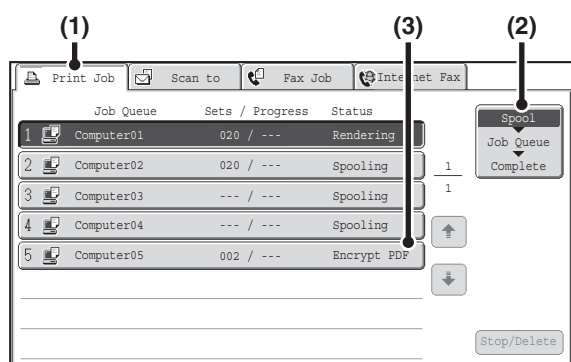 (1) (3) (2)
Print Job Scan to Fax Job Internet Fax
Job Queue Sets / Progress Status
1 Computer01 020 / --- Rendering
2 Computer02 020 / --- Spooling
3 Computer03 --- / --- Spooling
4 Computer04 --- / --- Spooling
5 Computer05 002 / --- Encrypt PDF
1
1
Spool
Job Queue
Complete
Stop/Delete